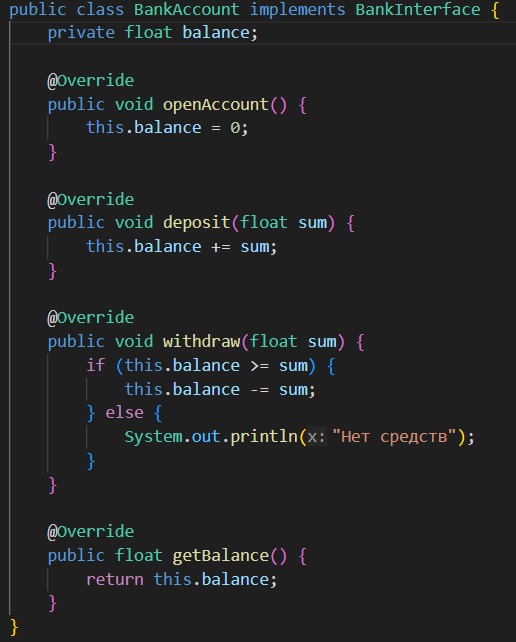 public class BankAccount implements BankInterface {
    private float balance;

    @Override
    public void openAccount() {
        this.balance = 0;
    }

    @Override
    public void deposit(float sum) {
        this.balance += sum;
    }

    @Override
    public void withdraw(float sum) {
        if (this.balance >= sum) {
            this.balance -= sum;
        } else {
            System.out.println(x: "Нет средств");
        }
    }

    @Override
    public float getBalance() {
        return this.balance;
    }
}